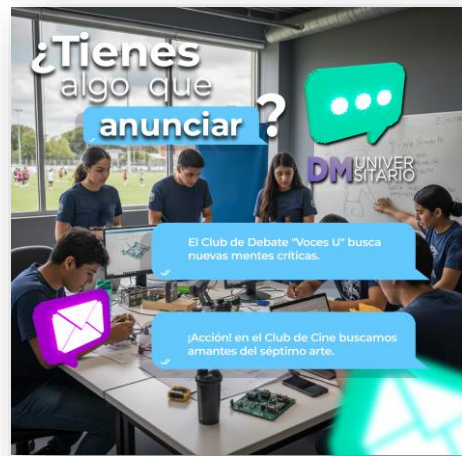 ¿Tienes
algo que
anunciar?
DM UNIVER
SITARIO
El Club de Debate "Voces U" busca
nuevas mentes críticas.
¡Acción! en el Club de Cine buscamos
amantes del séptimo arte.